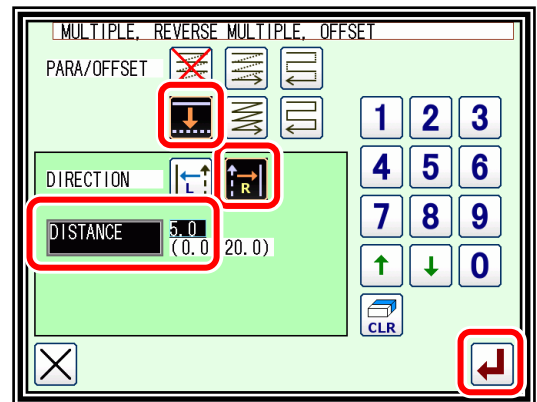 MULTIPLE, REVERSE MULTIPLE, OFFSET
PARA/OFFSET
1 2 3
DIRECTION L R 4 5 6
DISTANCE 5.0 7 8 9
(0.0 20.0)
↑ ↓ 0
CLR